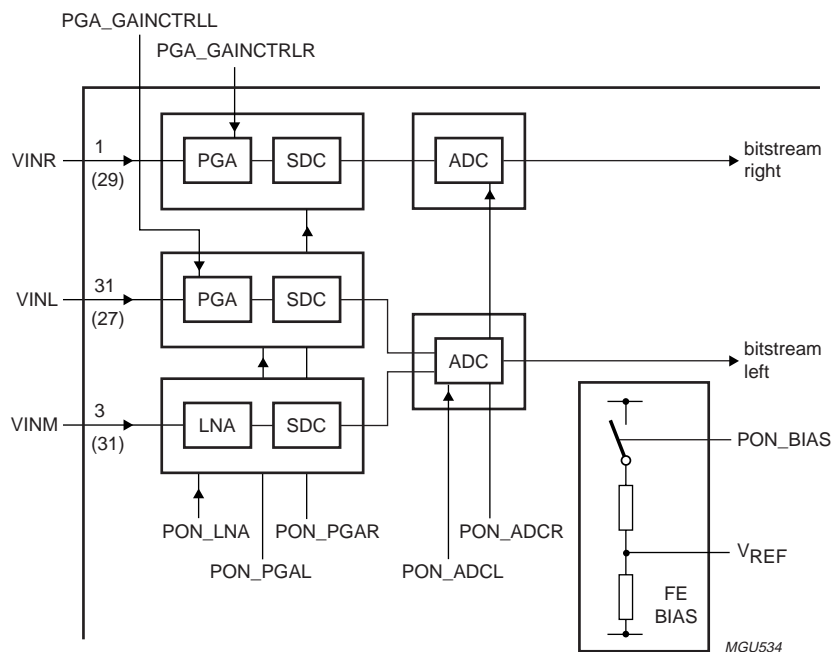 PGA_GAINCTRLL
PGA_GAINCTRLR
VINR
1
(29)
PGA
SDC
ADC
bitstream
right
VINL
31
(27)
PGA
SDC
ADC
bitstream
left
VINM
3
(31)
LNA
SDC
PON_BIAS
PON_LNA
PON_PGAR
PON_ADCR
PON_PGAL
PON_ADCL
VREF
FE
BIAS
MGU534